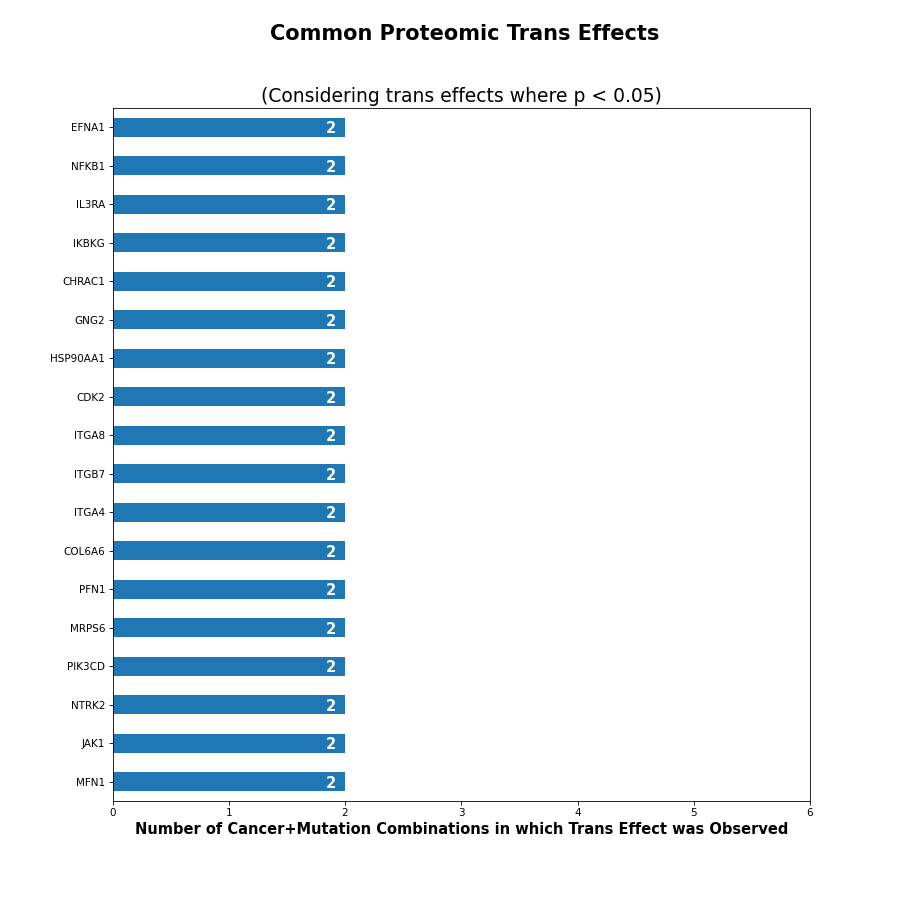 Common Proteomic Trans Effects
(Considering trans effects where p < 0.05)
EFNA1 2
NFKB1 2
IL3RA 2
IKBKG 2
CHRAC1 2
GNG2 2
HSP90AA1 2
CDK2 2
ITGA8 2
ITGB7 2
ITGA4 2
COL6A6 2
PFN1 2
MRPS6 2
PIK3CD 2
NTRK2 2
JAK1 2
MFN1 2
0 1 2 3 4 5 6
Number of Cancer+Mutation Combinations in which Trans Effect was Observed